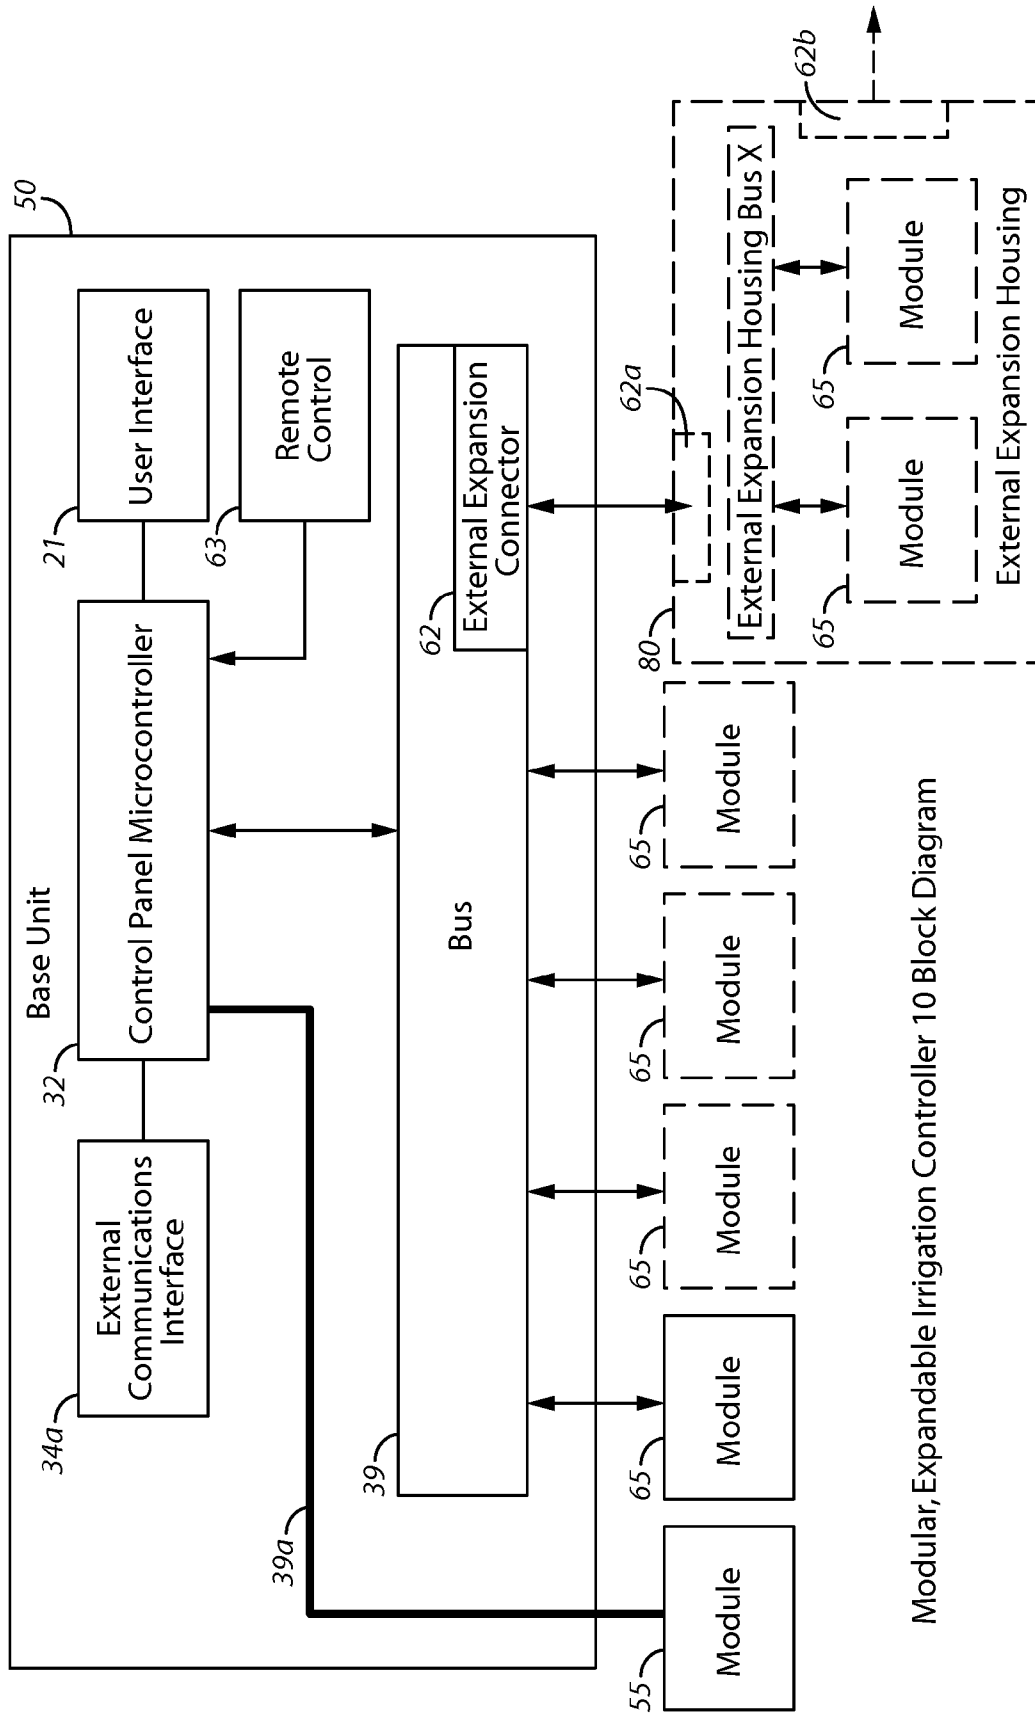 50
Base Unit
34a
External
Communications
Interface
32
Control Panel Microcontroller
21
User Interface
63
Remote
Control
39a
39
Bus
62
External Expansion
Connector
55
Module
65
Module
65
Module
65
Module
65
Module
80
62a
62b
External Expansion Housing Bus X
65
Module
65
Module
External Expansion Housing
Modular, Expandable Irrigation Controller 10 Block Diagram